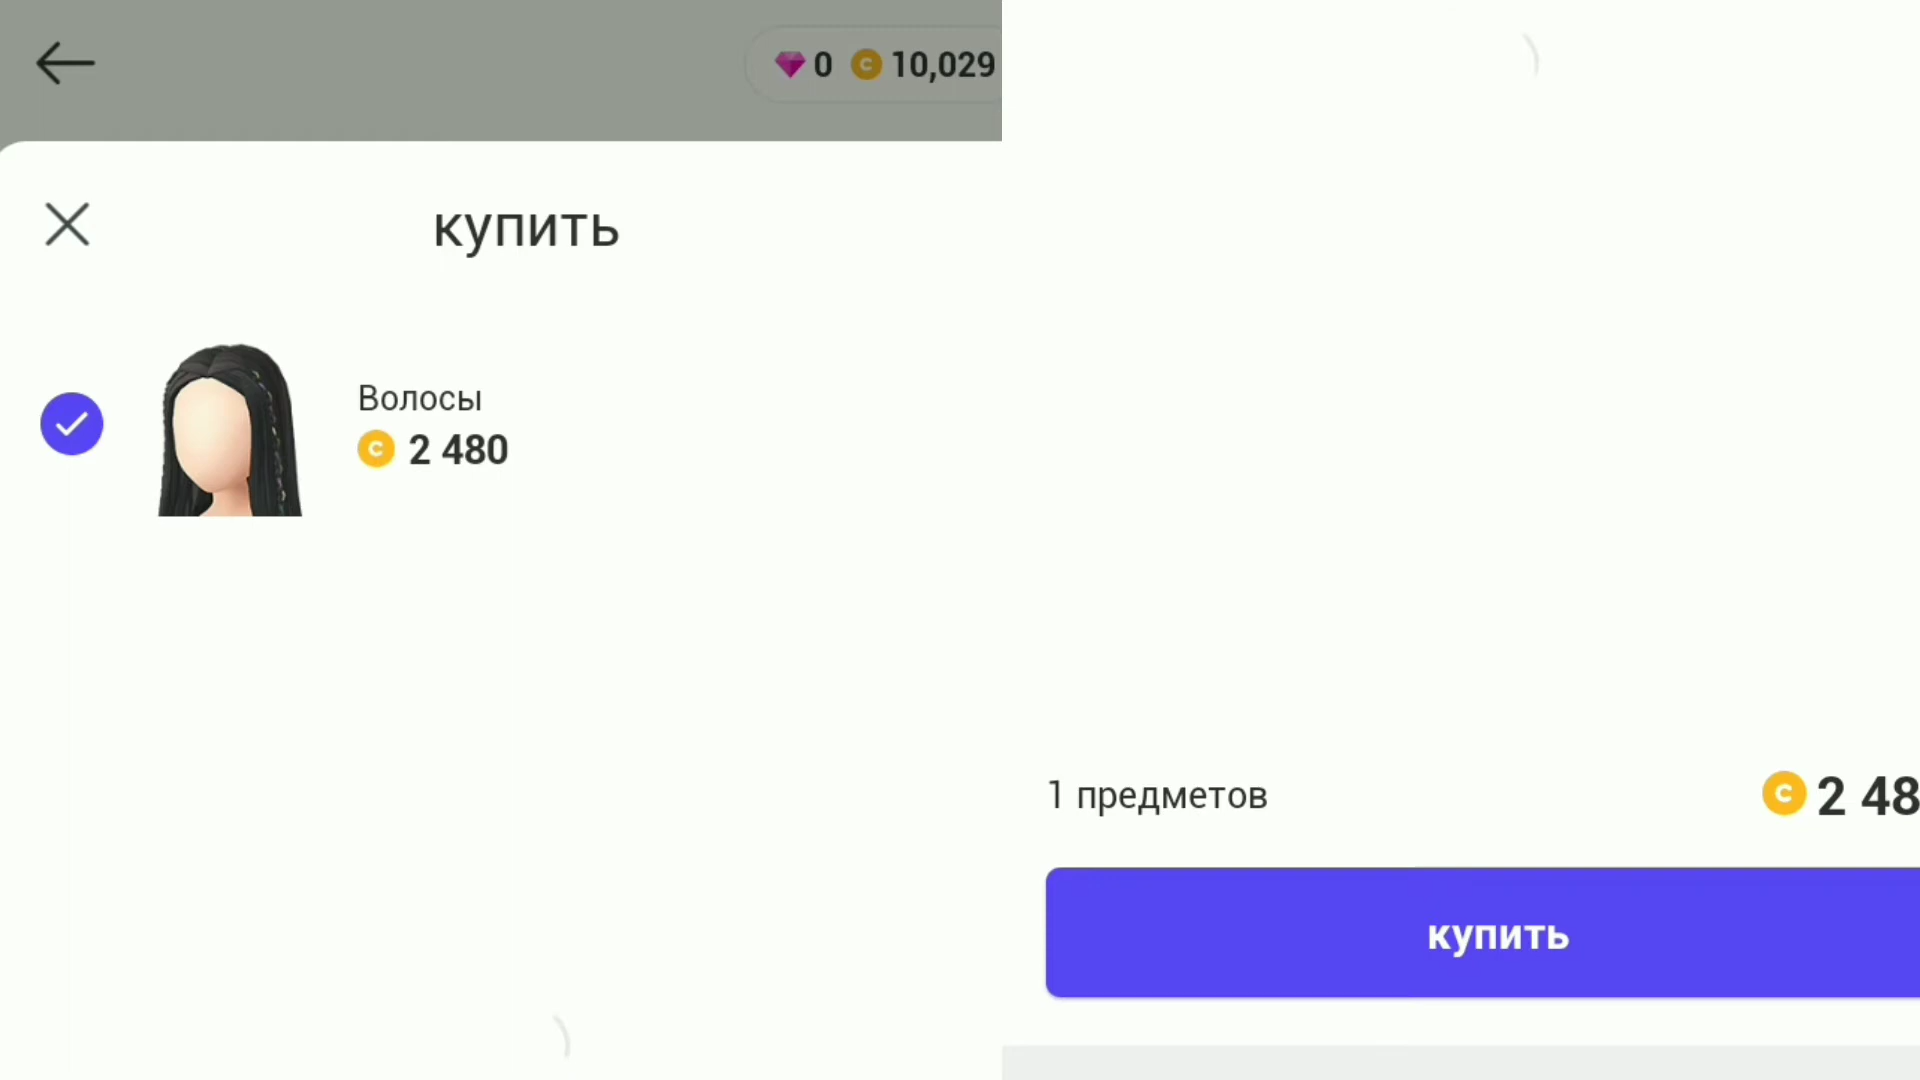 0 C 10,029
купить
Волосы
C 2 480
1 предметов
C 2 48
купить